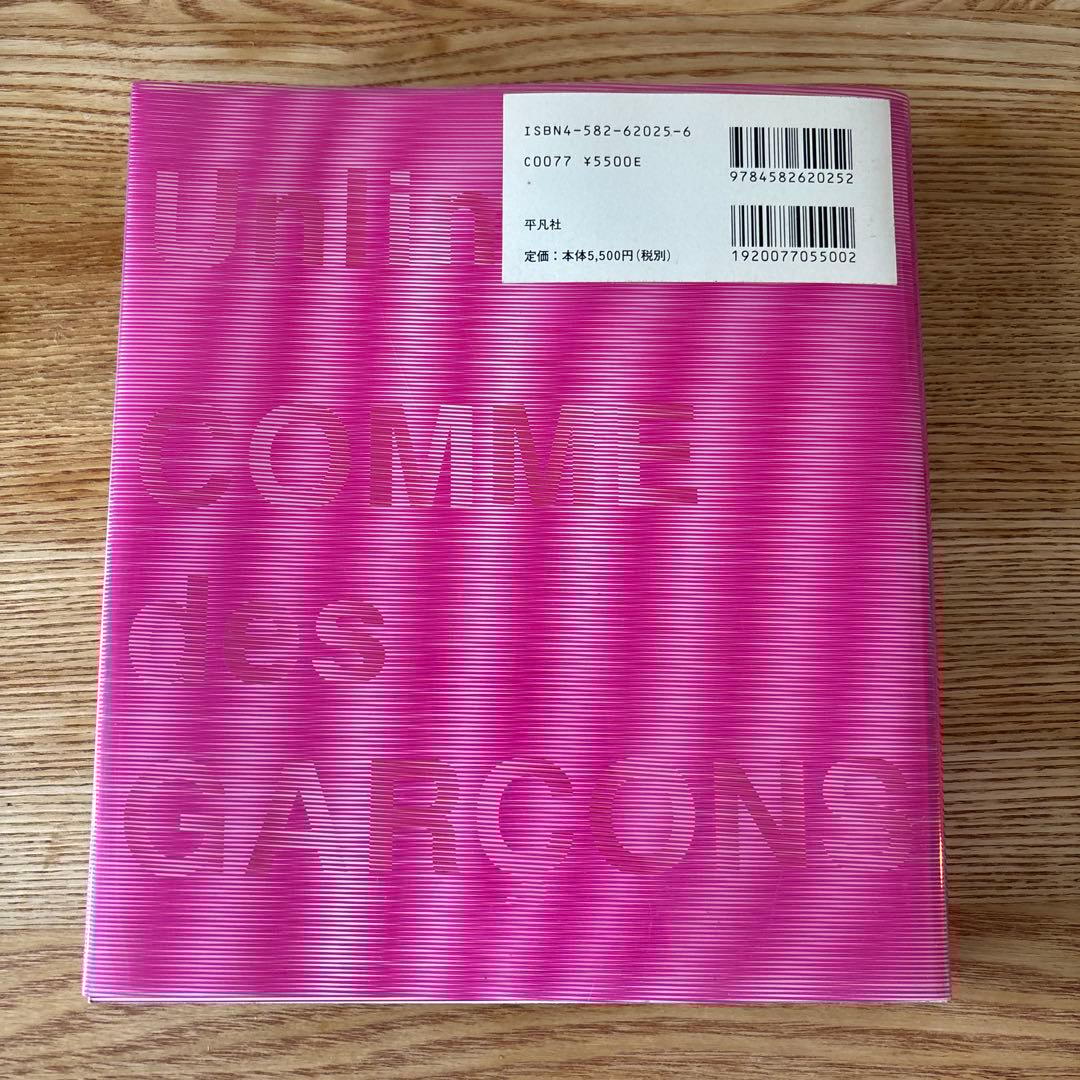 ISBN4-582-62025-6
C0077 ¥5500E
9784582620252
平凡社
定価：本体5,500円（税別）
1920077055002
Unlim
COMME
des
GARCONS